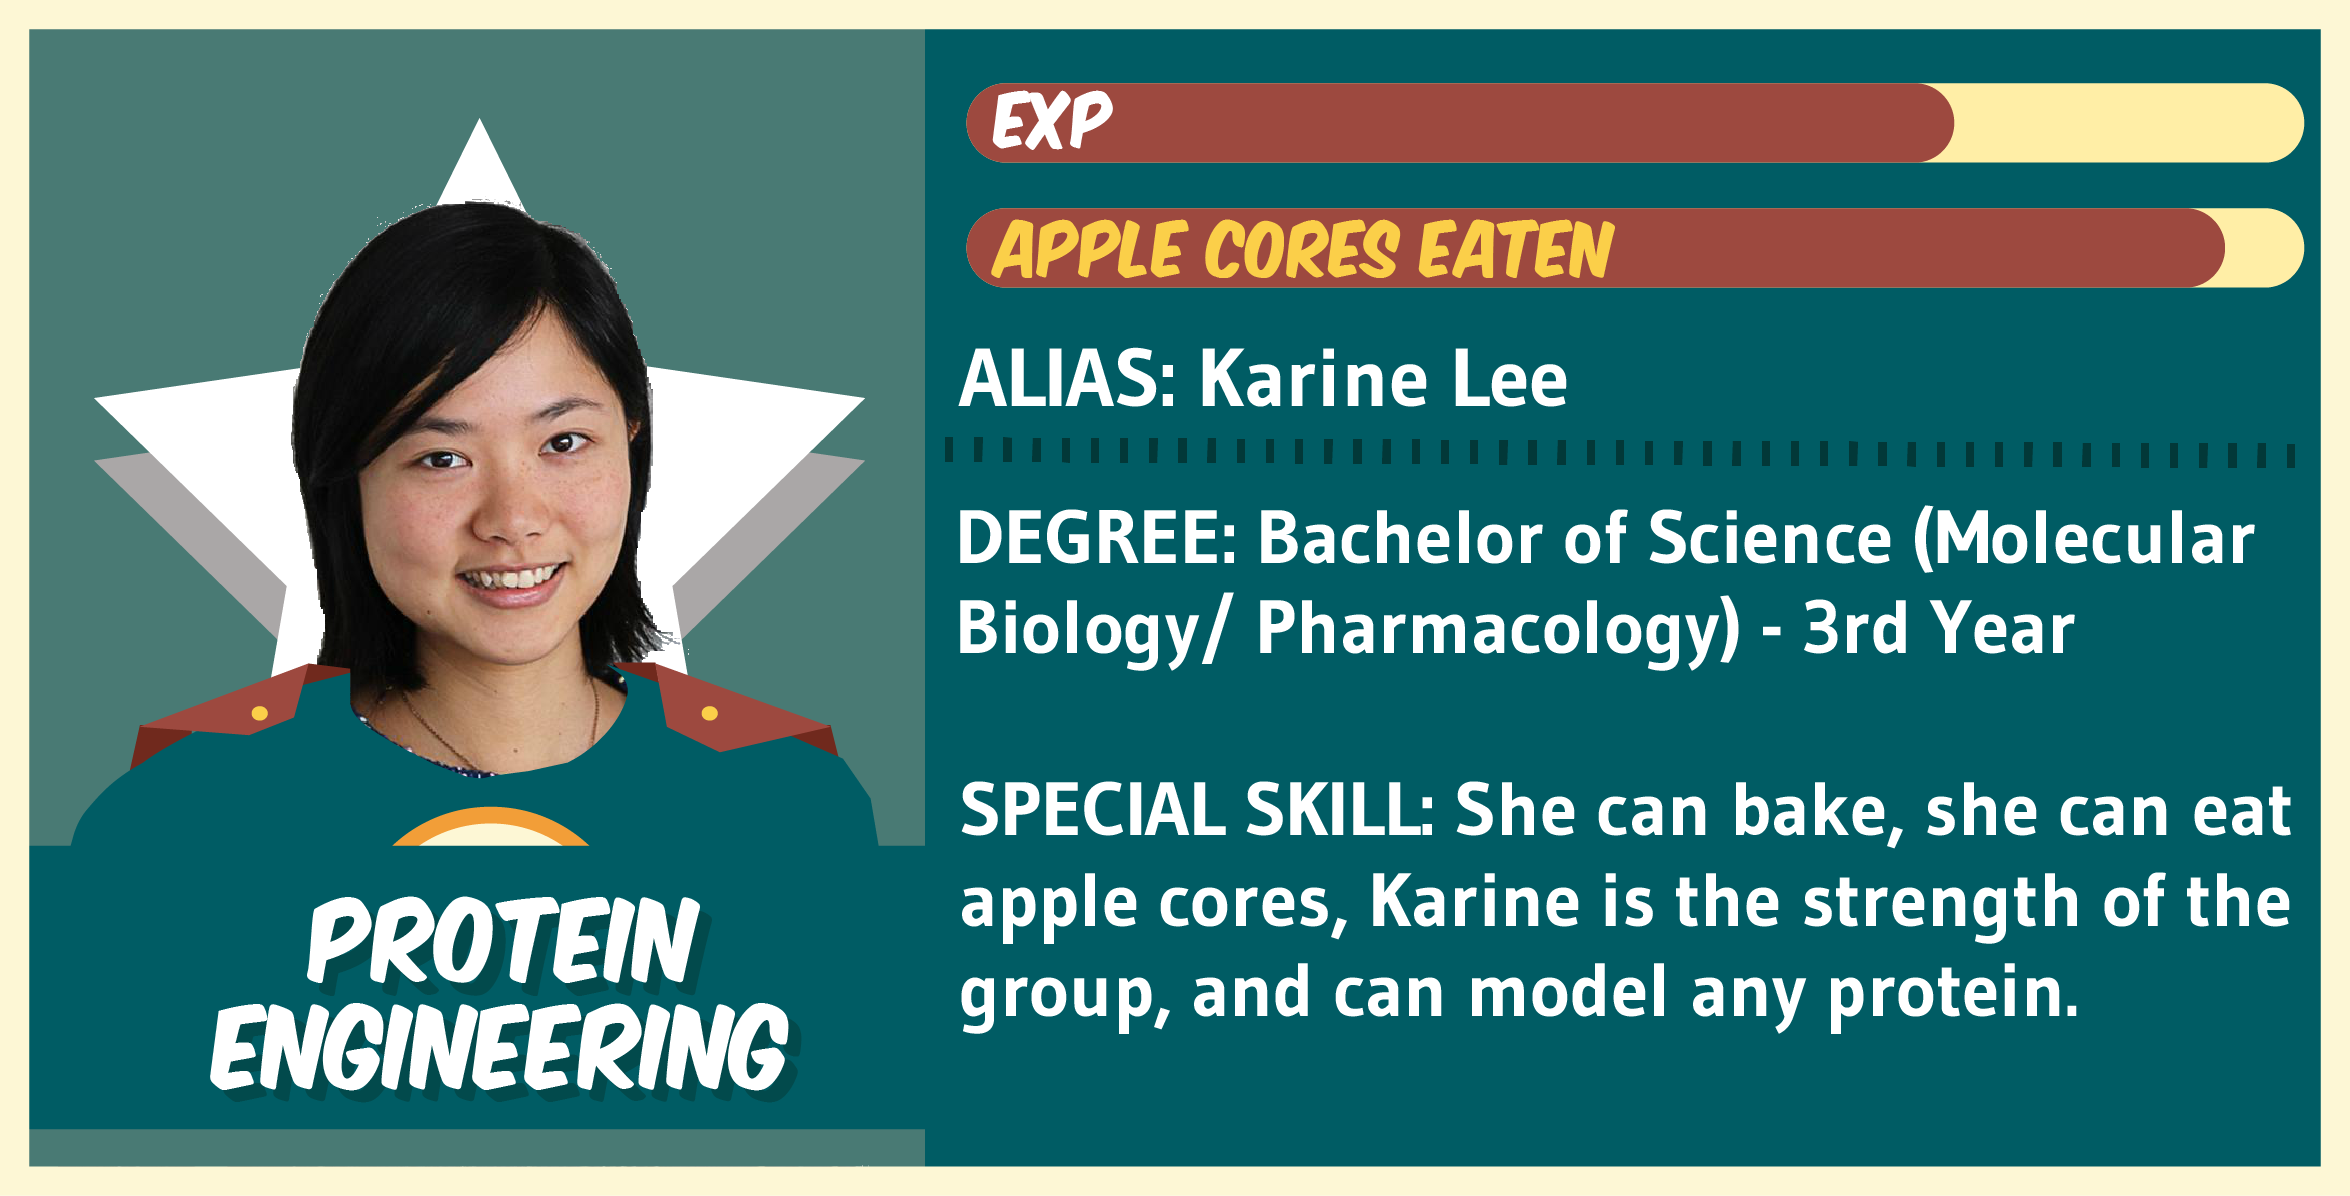 EXP
APPLE CORES EATEN
ALIAS: Karine Lee
DEGREE: Bachelor of Science (Molecular
Biology/ Pharmacology) - 3rd Year
SPECIAL SKILL: She can bake, she can eat
apple cores, Karine is the strength of the
group, and can model any protein.
PROTEIN
ENGINEERING